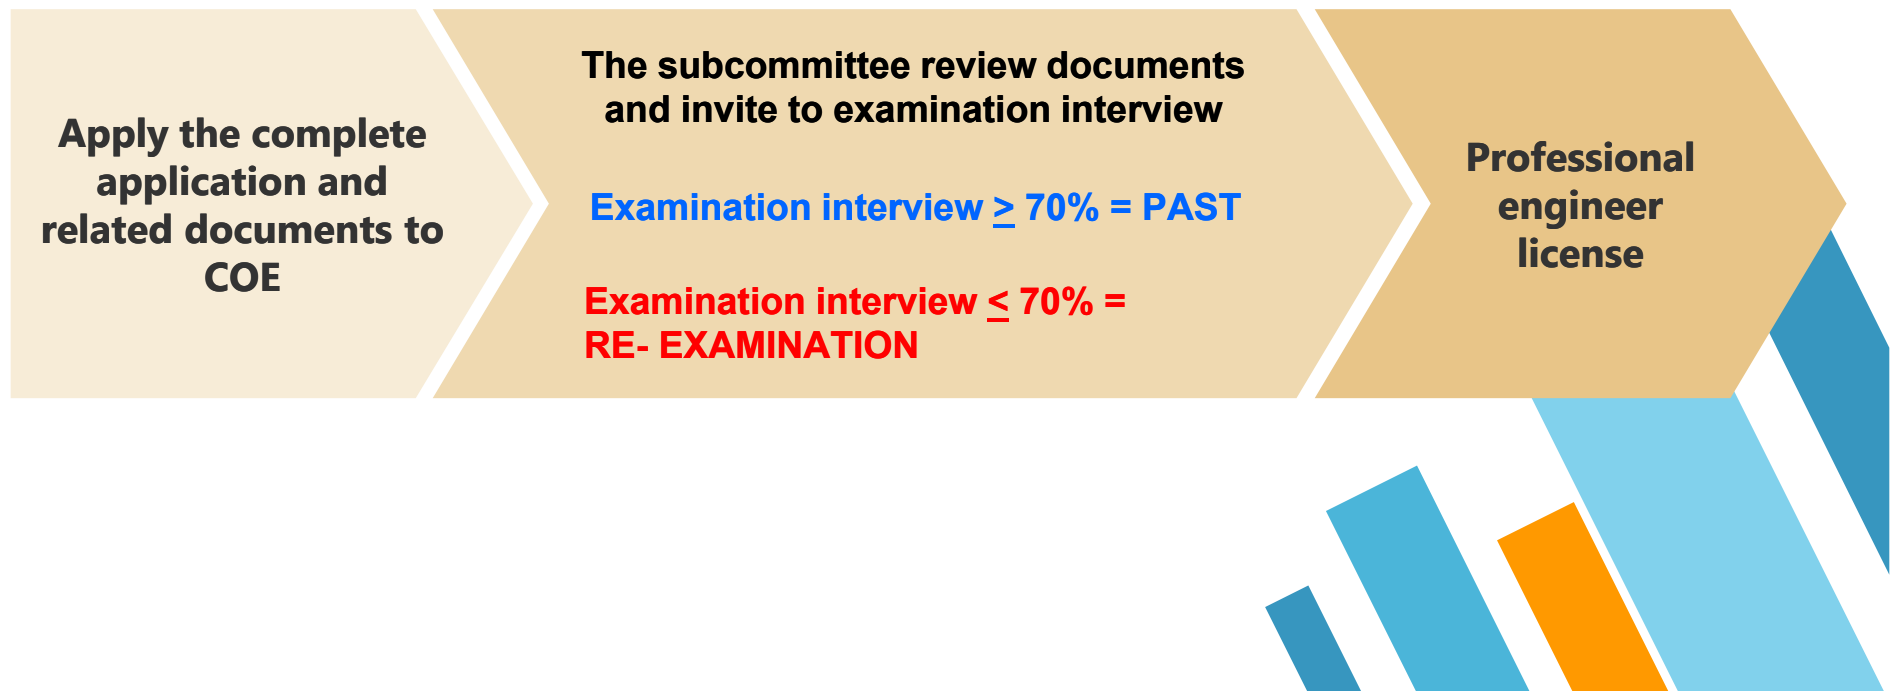 Apply the complete
application and
related documents to
COE
The subcommittee review documents
and invite to examination interview
Examination interview ≥ 70% = PAST
Examination interview ≤ 70% =
RE- EXAMINATION
Professional
engineer
license